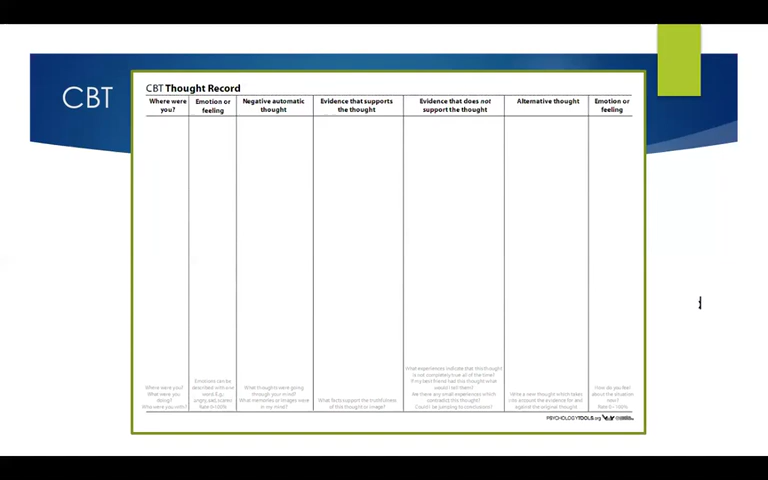 CBT
CBT Thought Record
Where were
you?
Emotion or
feeling
Negative automatic
thought
Evidence that supports
the thought
Evidence that does not
support the thought
Alternative thought
Emotion or
feeling
Where were you?
What were you
doing?
Who were you with?
Emotions can be
described with one
word E.g.:
angry, sad, scared
Rate 0-100%
What thoughts were going
through your mind?
What memories or images were
in my mind?
What facts support the truthfulness
of this thought or image?
What experiences indicate that this thought
is not completely true all of the time?
If my best friend had this thought what
would I tell them?
Are there any small experiences which
contradict this thought?
Could I be jumping to conclusions?
Write a new thought which takes
into account the evidence for and
against the original thought
How do you feel
about the situation
now?
Rate 0-100%
PSYCHOLOGYTOOLS.org